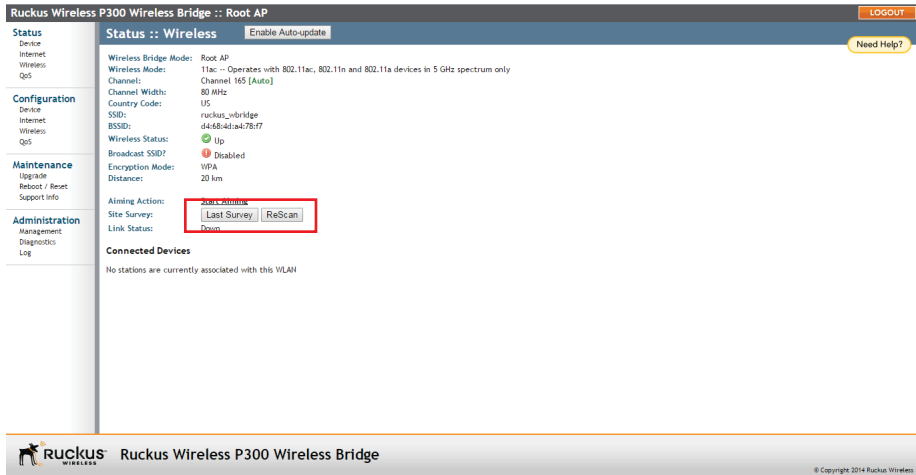 Ruckus Wireless P300 Wireless Bridge :: Root AP
LOGOUT
Status
Device
Internet
Wireless
QoS
Configuration
Device
Internet
Wireless
QoS
Maintenance
Upgrade
Reboot / Reset
Support Info
Administration
Management
Diagnostics
Log
Status :: Wireless
Enable Auto-update
Need Help?
Wireless Bridge Mode: Root AP
Wireless Mode: 11ac -- Operates with 802.11ac, 802.11n and 802.11a devices in 5 GHz spectrum only
Channel: Channel 165 [Auto]
Channel Width: 80 MHz
Country Code: US
SSID: ruckus_wbridge
BSSID: d4:68:4d:a4:78:f7
Wireless Status: Up
Broadcast SSID? Disabled
Encryption Mode: WPA
Distance: 20 km
Aiming Action: Start Aiming
Site Survey: Last Survey ReScan
Link Status: Down
Connected Devices
No stations are currently associated with this WLAN
RUCKUS WIRELESS
Ruckus Wireless P300 Wireless Bridge
© Copyright 2014 Ruckus Wireless